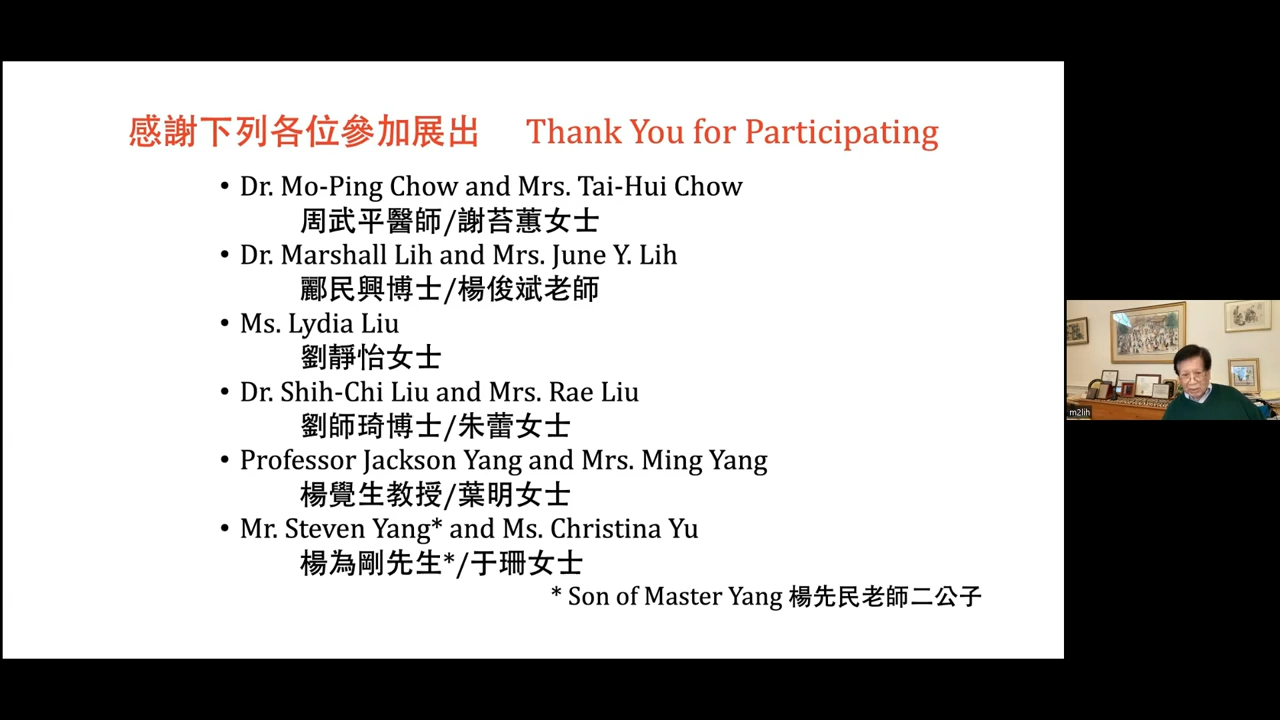 感謝下列各位參加展出 Thank You for Participating
• Dr. Mo-Ping Chow and Mrs. Tai-Hui Chow
周武平醫師/謝苔蕙女士
• Dr. Marshall Lih and Mrs. June Y. Lih
酈民興博士/楊俊斌老師
• Ms. Lydia Liu
劉靜怡女士
• Dr. Shih-Chi Liu and Mrs. Rae Liu
劉師琦博士/朱蕾女士
• Professor Jackson Yang and Mrs. Ming Yang
楊覺生教授/葉明女士
• Mr. Steven Yang* and Ms. Christina Yu
楊為剛先生*/于珊女士
* Son of Master Yang 楊先民老師二公子
m2lih